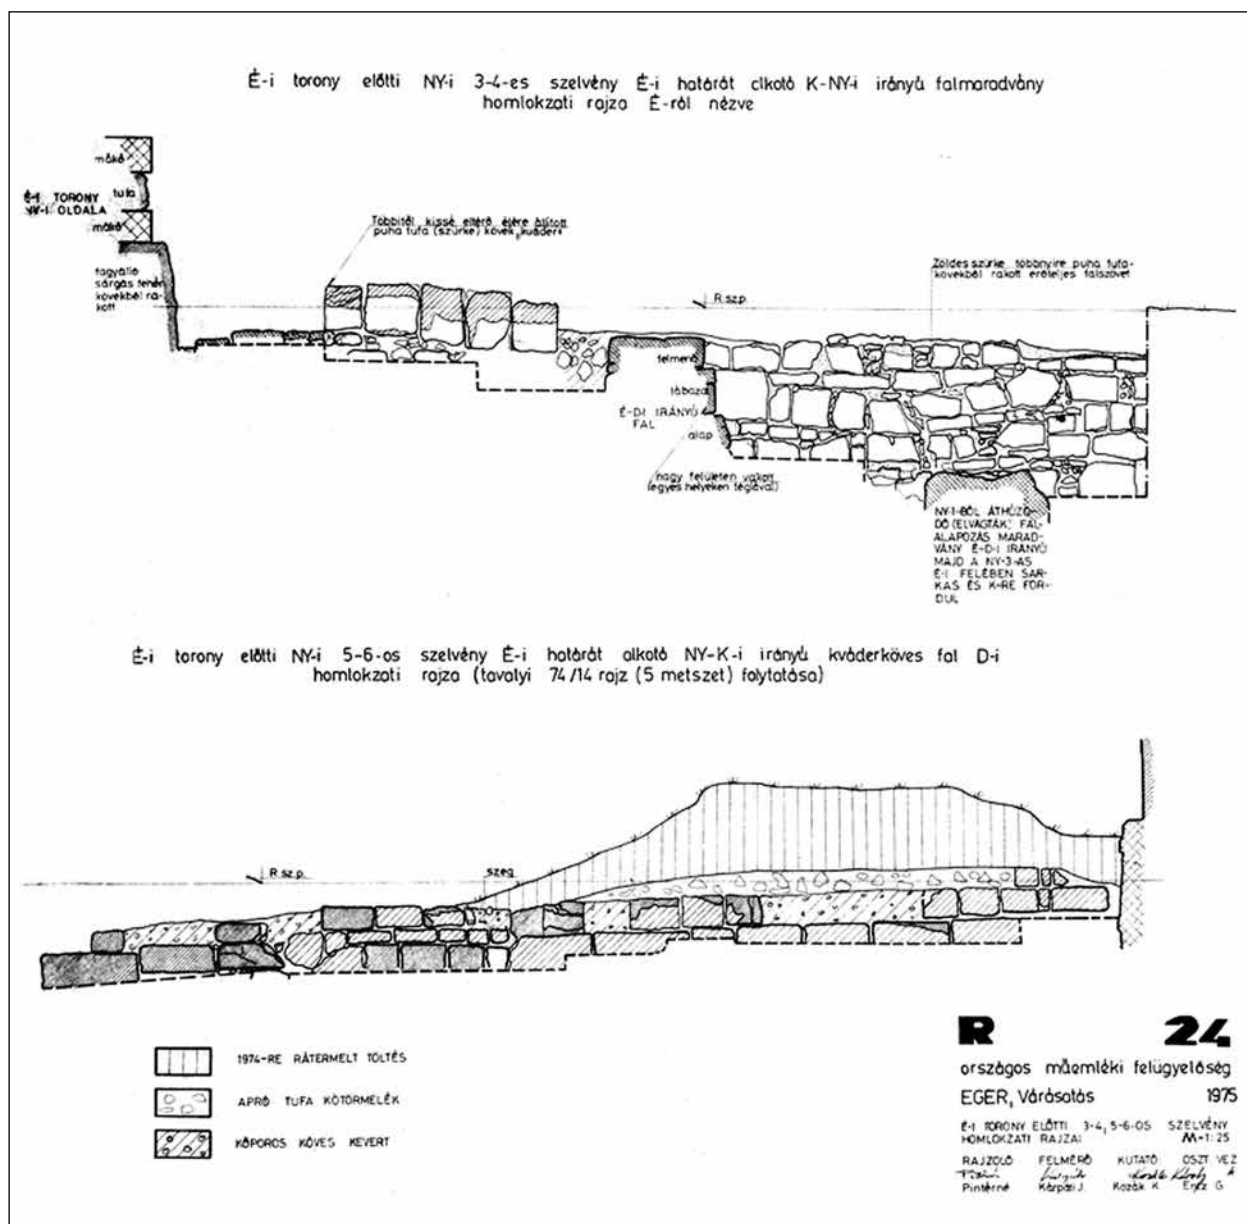 É-i torony előtti NY-i 3-4-es szelvény É-i határát alkotó K-NY-i irányú falmaradvány
homlokzati rajza É-ról nézve
műkő
tufa
É-I TORONY
NY-I OLDALA
műkő
fagyálló
sárgás fehér
kövekből ra-
kott
Többitől kissé eltérő élére állított
puha tufa (szürke) kövek, kváderk
R.sz.p.
Zöldes szürke többnyire puha tufa-
kövekből rakott erőteljes falszövet
felmenő
lábazat
É-D-I IRÁNYÚ
FAL
alap
nagy felületen vakolt
(egyes helyeken téglával)
NY-I-BŐL ÁTHÚZÓ-
DÓ (ELVÁGTÁK) FAL-
ALAPOZÁS MARAD-
VÁNY É-D-I IRÁNYÚ
MAJD A NY-3-AS
É-I FELÉBEN SAR-
KAS ÉS K-RE FOR-
DUL
É-i torony előtti NY-i 5-6-os szelvény É-i határát alkotó NY-K-i irányú kváderköves fal D-i
homlokzati rajza (tavalyi 74/14 rajz (5 metszet) folytatása)
R.sz.p.
szeg
1974-RE RÁTERMELT TÖLTÉS
APRÓ TUFA KŐTÖRMELÉK
KŐPOROS KÖVES KEVERT
R 24
országos műemléki felügyelőség
EGER, Várásatás 1975
É-I TORONY ELŐTTI 3-4, 5-6-OS SZELVÉNY
HOMLOKZATI RAJZAI M-1:25
RAJZOLÓ FELMÉRŐ KUTATÓ OSZT. VEZ
Pintérné Kárpáti J. Kozák K. G.